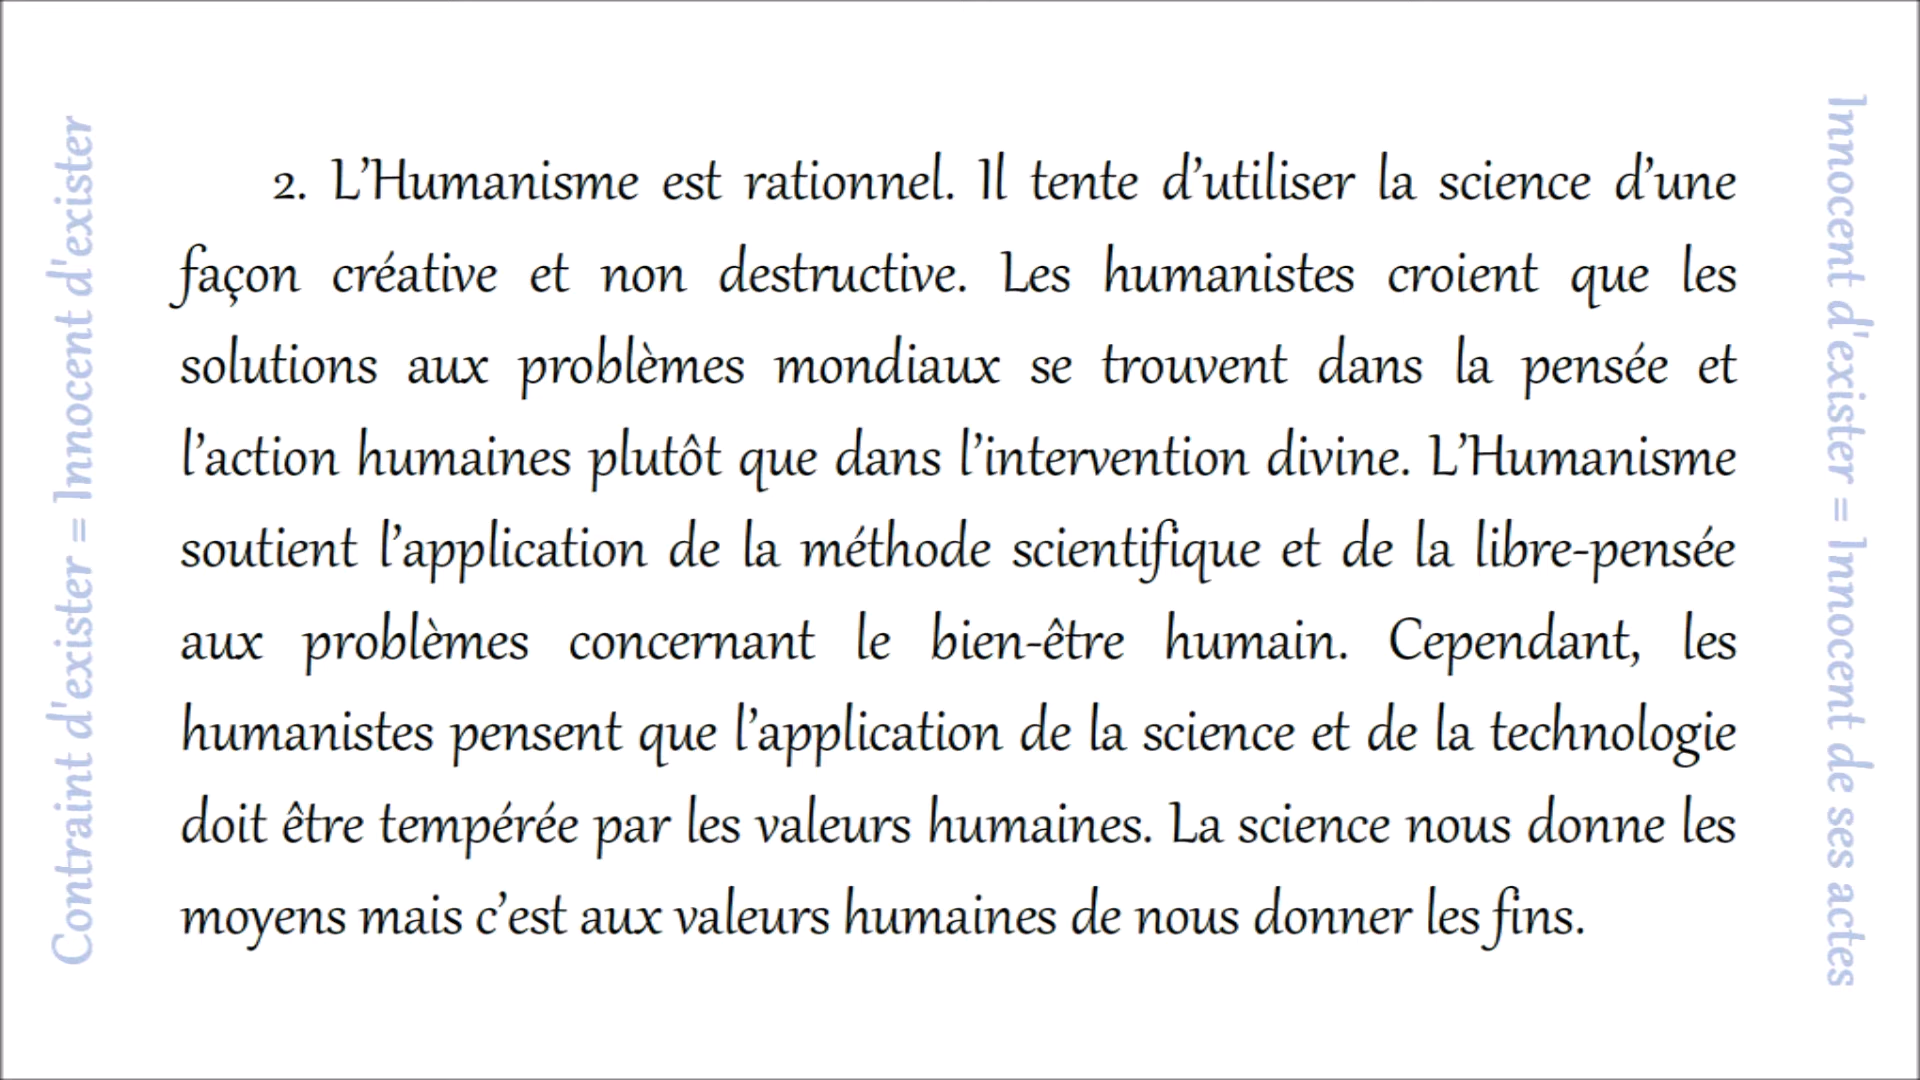 Contraint d'exister = Innocent d'exister
2. L’Humanisme est rationnel. Il tente d’utiliser la science d’une
façon créative et non destructive. Les humanistes croient que les
solutions aux problèmes mondiaux se trouvent dans la pensée et
l’action humaines plutôt que dans l’intervention divine. L’Humanisme
soutient l’application de la méthode scientifique et de la libre-pensée
aux problèmes concernant le bien-être humain. Cependant, les
humanistes pensent que l’application de la science et de la technologie
doit être tempérée par les valeurs humaines. La science nous donne les
moyens mais c’est aux valeurs humaines de nous donner les fins.
Innocent d'exister = Innocent de ses actes